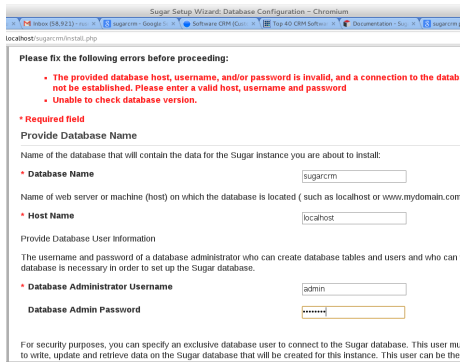 Sugar Setup Wizard: Database Configuration – Chromium
Inbox (58,921)
sugarcrm - Google
Software CRM
Top 40 CRM Softw
Documentation - Sug
sugarcrm
localhost/sugarcrm/install.php
Please fix the following errors before proceeding:
• The provided database host, username, and/or password is invalid, and a connection to the datab
not be established. Please enter a valid host, username and password
• Unable to check database version.
* Required field
Provide Database Name
Name of the database that will contain the data for the Sugar instance you are about to install:
* Database Name
sugarcrm
Name of web server or machine (host) on which the database is located ( such as localhost or www.mydomain.com
* Host Name
localhost
Provide Database User Information
The username and password of a database administrator who can create database tables and users and who can
database is necessary in order to set up the Sugar database.
* Database Administrator Username
admin
Database Admin Password
••••••••
For security purposes, you can specify an exclusive database user to connect to the Sugar database. This user mu
to write, update and retrieve data on the Sugar database that will be created for this instance. This user can be the